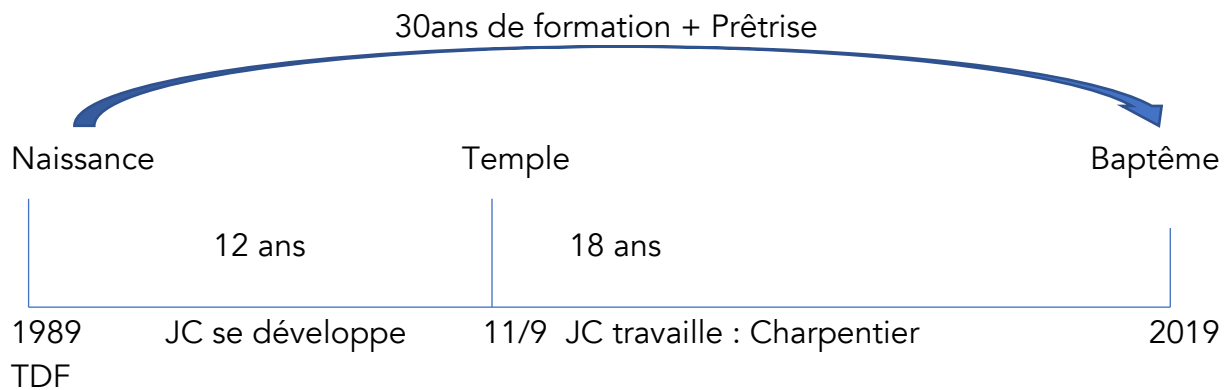 30ans de formation + Prêtrise
Naissance Temple Baptême
12 ans 18 ans
1989 JC se développe 11/9 JC travaille : Charpentier 2019
TDF